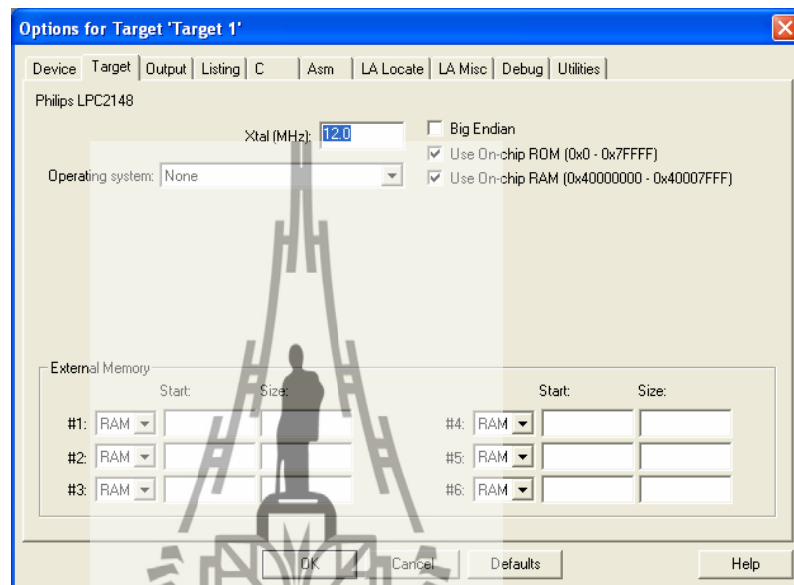 Options for Target 'Target 1'
Device Target Output Listing C Asm LA Locate LA Misc Debug Utilities
Philips LPC2148
Xtal (MHz): 12.0
Big Endian
Use On-chip ROM (0x0 - 0x7FFFF)
Operating system: None
Use On-chip RAM (0x40000000 - 0x40007FFF)
External Memory
Start: Size: Start: Size:
#1: RAM #4: RAM
#2: RAM #5: RAM
#3: RAM #6: RAM
OK Cancel Defaults Help